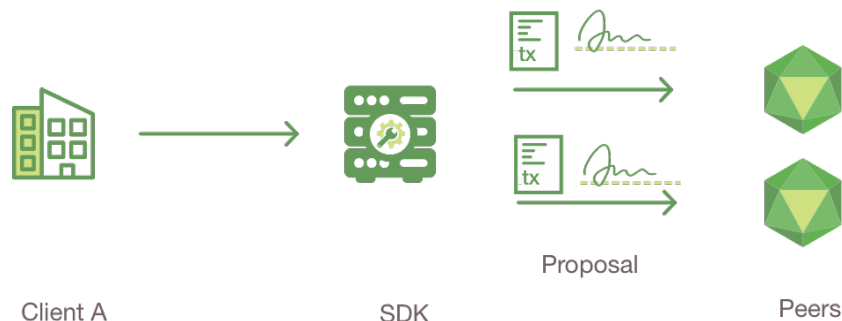 tx
tx
Proposal
Client A
SDK
Peers